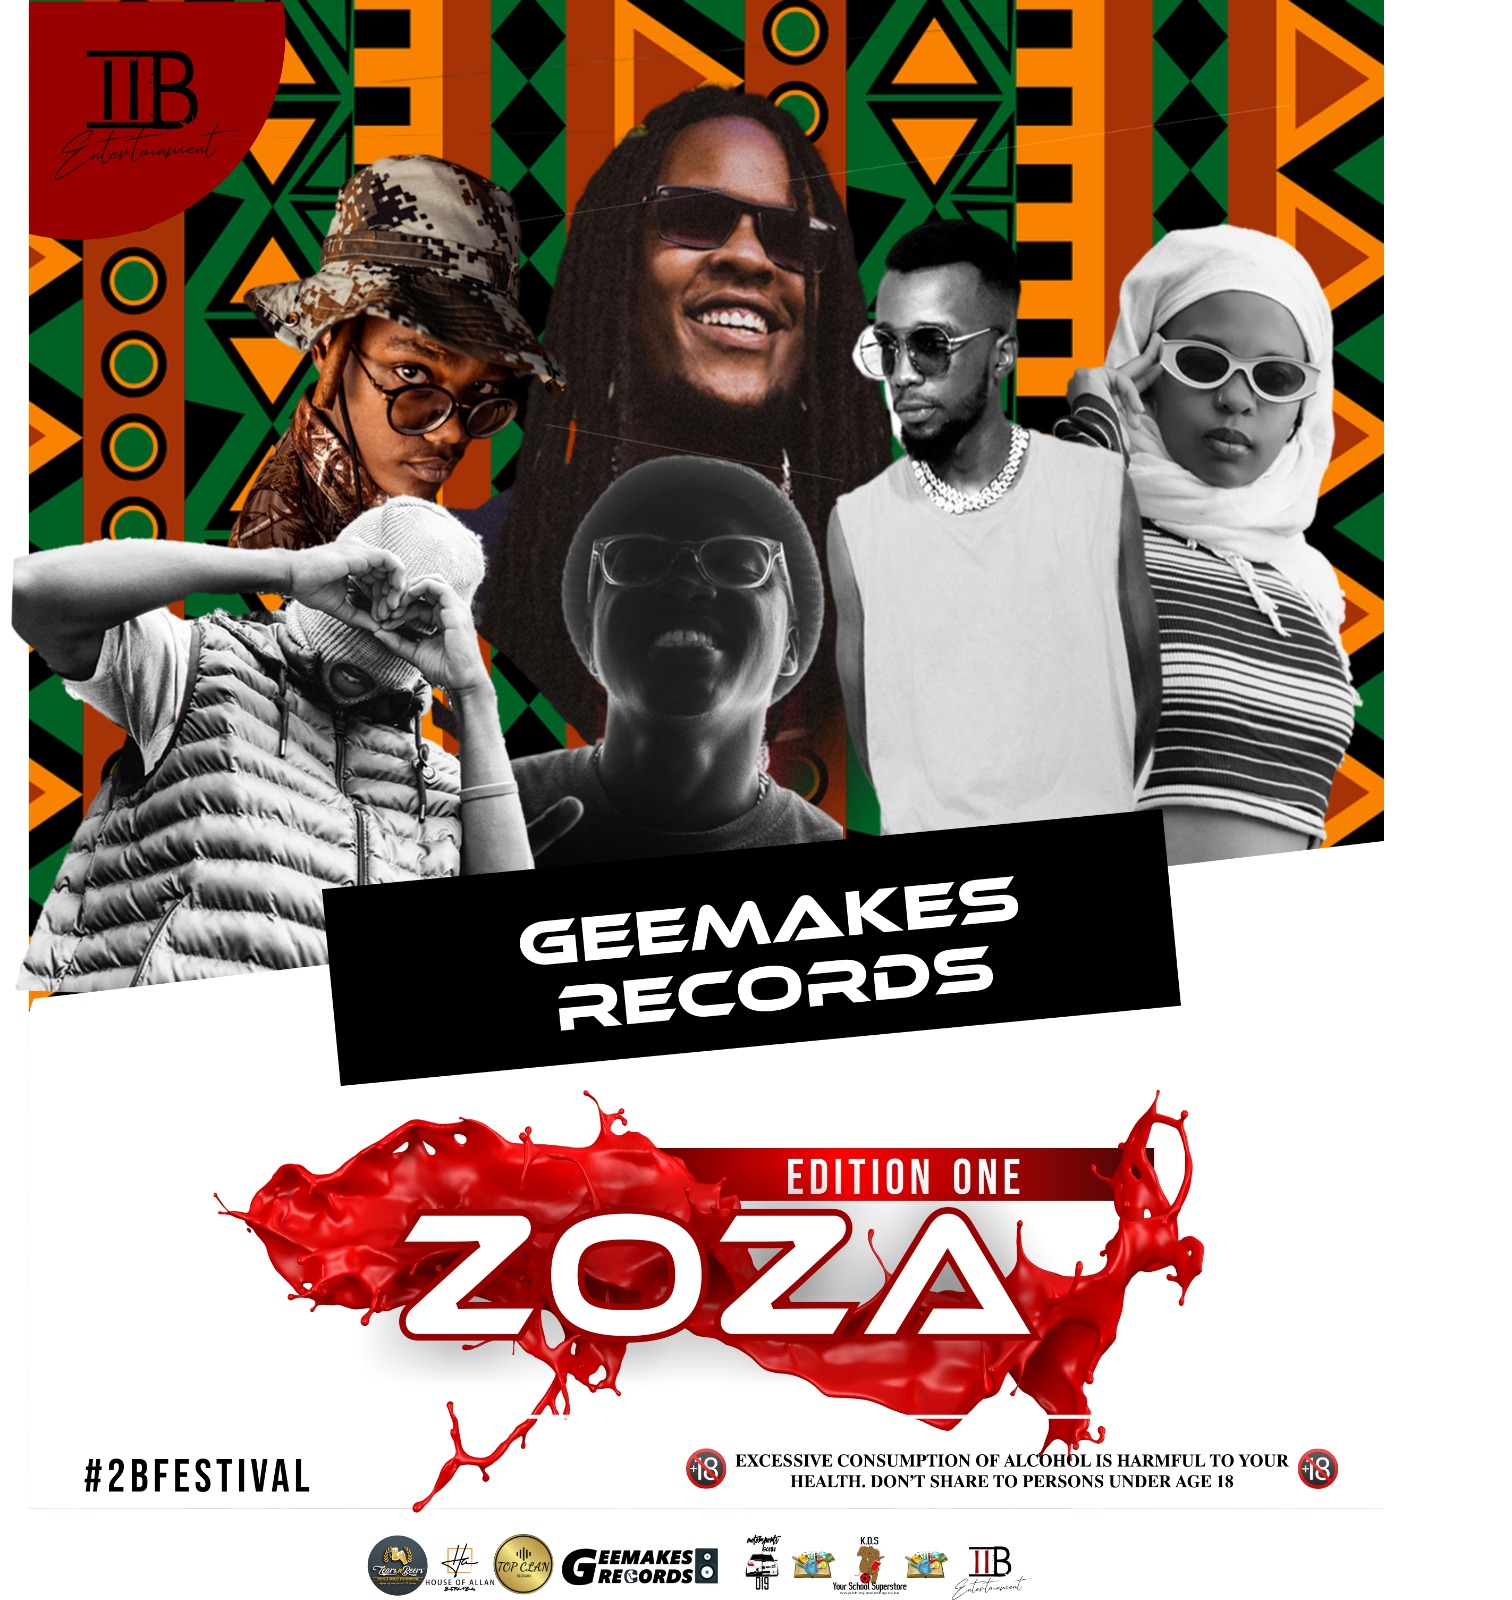 IIB
Entertainment
GEEMAKES
RECORDS
EDITION ONE
ZOZA
#2BFESTIVAL
+18
EXCESSIVE CONSUMPTION OF ALCOHOL IS HARMFUL TO YOUR
HEALTH. DON'T SHARE TO PERSONS UNDER AGE 18
+18
HOUSE OF ALLAN
TOP CLAN
GEEMAKES
RECORDS
019
K.D.S
Your School Superstore
IIB
Entertainment